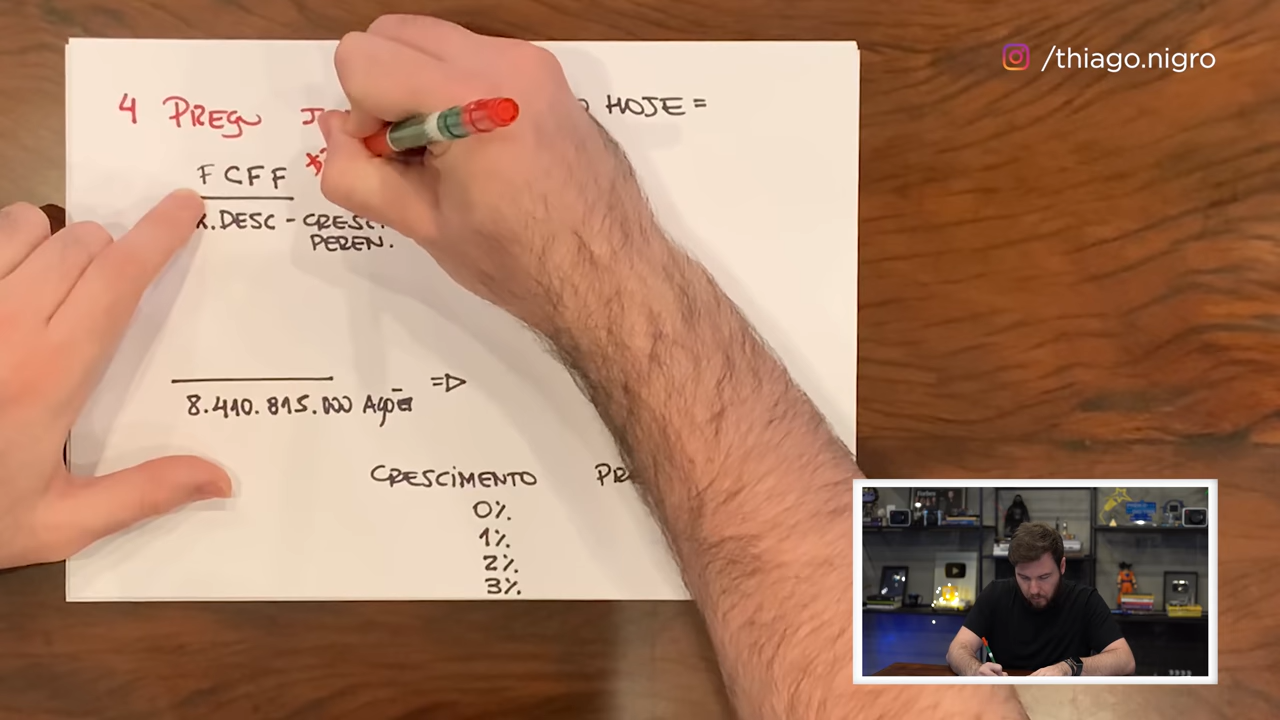 /thiago.nigro
4 PREÇO J HOJE =
FCFF
X.DESC - CRESC.
PEREN.
8.410.815.000 Ações =>
CRESCIMENTO PR
0%.
1%.
2%.
3%.